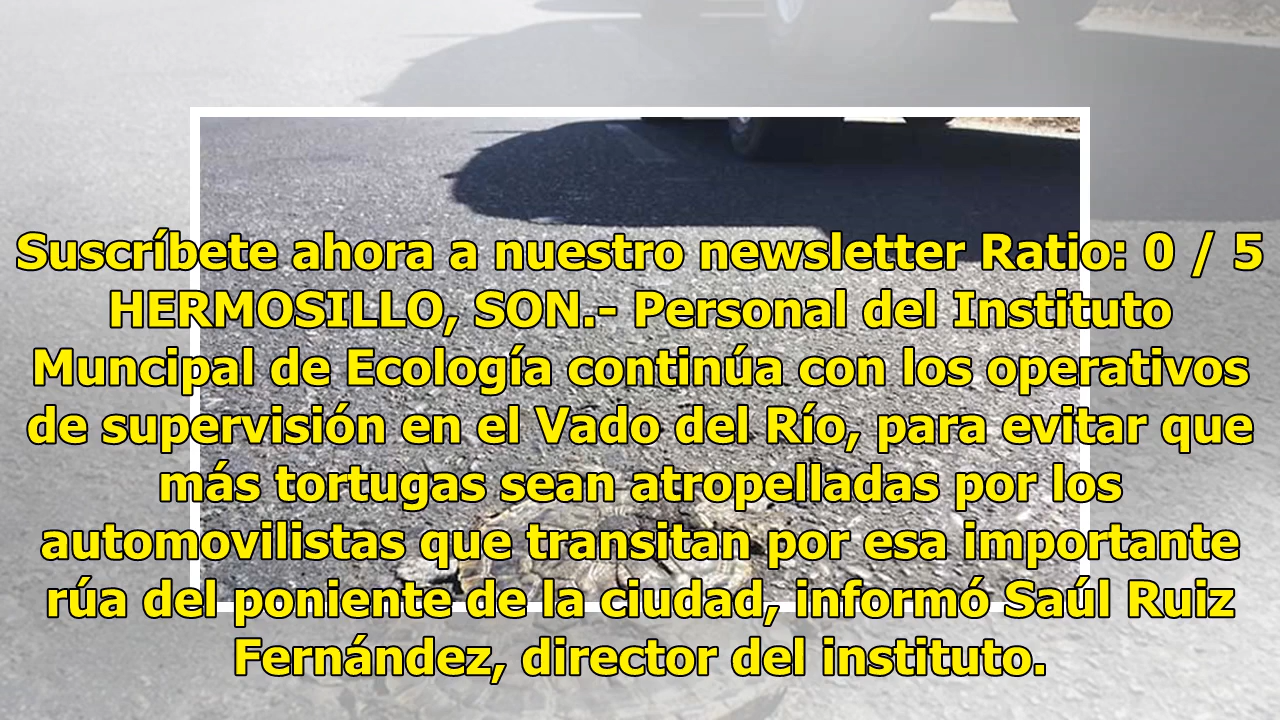 Suscríbete ahora a nuestro newsletter Ratio: 0 / 5
HERMOSILLO, SON.- Personal del Instituto
Muncipal de Ecología continúa con los operativos
de supervisión en el Vado del Río, para evitar que
más tortugas sean atropelladas por los
automovilistas que transitan por esa importante
rúa del poniente de la ciudad, informó Saúl Ruiz
Fernández, director del instituto.